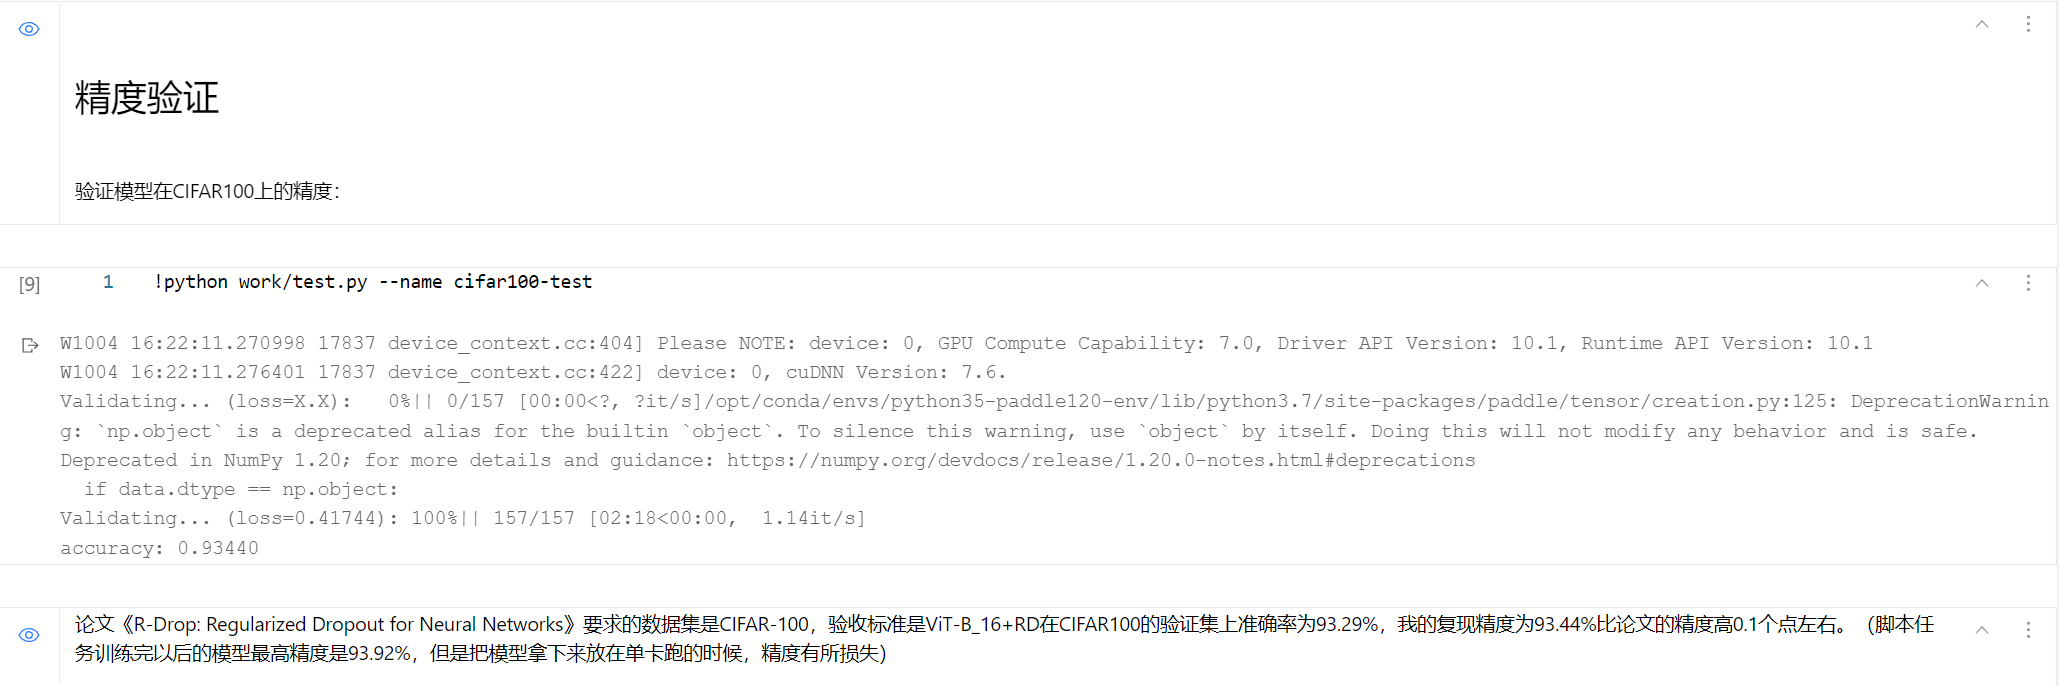 精度验证
验证模型在CIFAR100上的精度：
[9]
1 !python work/test.py --name cifar100-test
W1004 16:22:11.270998 17837 device_context.cc:404] Please NOTE: device: 0, GPU Compute Capability: 7.0, Driver API Version: 10.1, Runtime API Version: 10.1
W1004 16:22:11.276401 17837 device_context.cc:422] device: 0, cuDNN Version: 7.6.
Validating... (loss=X.X):   0%|| 0/157 [00:00<?, ?it/s]/opt/conda/envs/python35-paddle120-env/lib/python3.7/site-packages/paddle/tensor/creation.py:125: DeprecationWarnin
g: `np.object` is a deprecated alias for the builtin `object`. To silence this warning, use `object` by itself. Doing this will not modify any behavior and is safe.
Deprecated in NumPy 1.20; for more details and guidance: https://numpy.org/devdocs/release/1.20.0-notes.html#deprecations
  if data.dtype == np.object:
Validating... (loss=0.41744): 100%|| 157/157 [02:18<00:00,  1.14it/s]
accuracy: 0.93440
论文《R-Drop: Regularized Dropout for Neural Networks》要求的数据集是CIFAR-100，验收标准是ViT-B_16+RD在CIFAR100的验证集上准确率为93.29%，我的复现精度为93.44%比论文的精度高0.1个点左右。（脚本任
务训练完以后的模型最高精度是93.92%，但是把模型拿下来放在单卡跑的时候，精度有所损失）